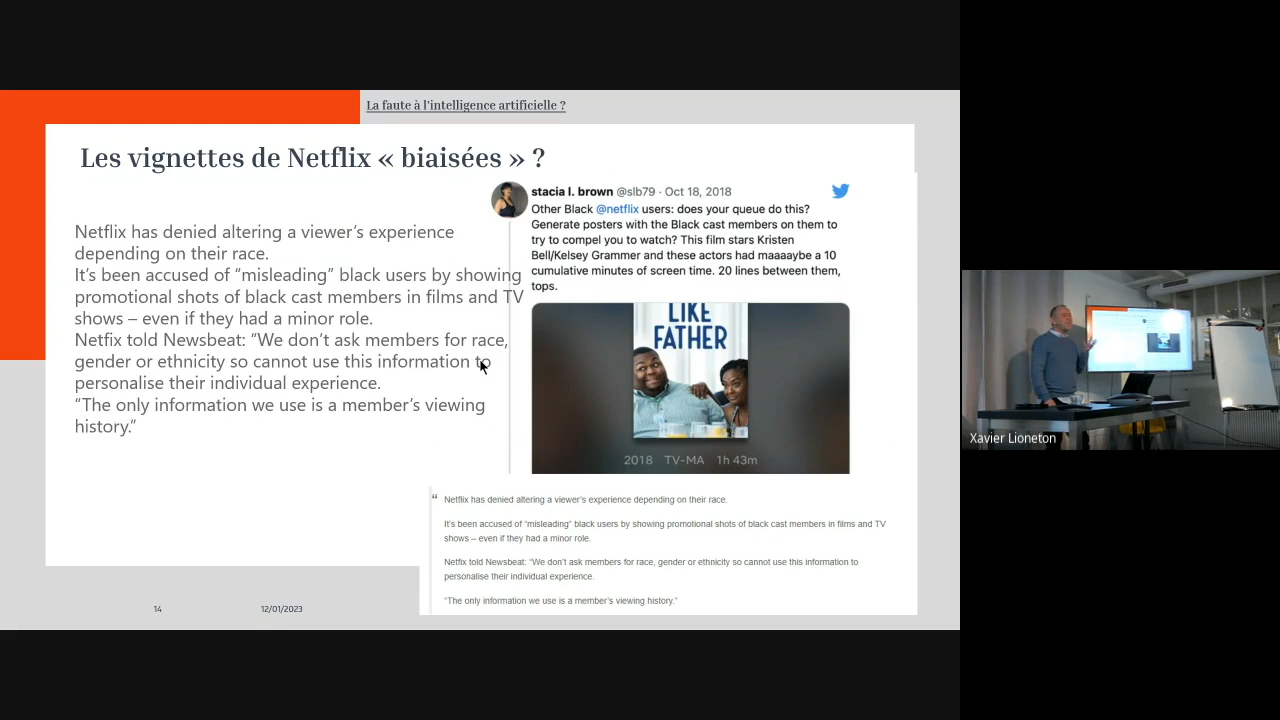 La faute à l'intelligence artificielle ?
Les vignettes de Netflix « biaisées » ?
Netflix has denied altering a viewer's experience
depending on their race.
It's been accused of "misleading" black users by showing
promotional shots of black cast members in films and TV
shows – even if they had a minor role.
Netfix told Newsbeat: "We don't ask members for race,
gender or ethnicity so cannot use this information to
personalise their individual experience.
"The only information we use is a member's viewing
history."
stacia l. brown @slb79 · Oct 18, 2018
Other Black @netflix users: does your queue do this?
Generate posters with the Black cast members on them to
try to compel you to watch? This film stars Kristen
Bell/Kelsey Grammer and these actors had maaaaybe a 10
cumulative minutes of screen time. 20 lines between them,
tops.
LIKE
FATHER
2018 TV-MA 1h 43m
“ Netflix has denied altering a viewer's experience depending on their race.
It's been accused of "misleading" black users by showing promotional shots of black cast members in films and TV
shows – even if they had a minor role.
Netfix told Newsbeat: "We don't ask members for race, gender or ethnicity so cannot use this information to
personalise their individual experience.
"The only information we use is a member's viewing history."
14 12/01/2023
Xavier Lioneton